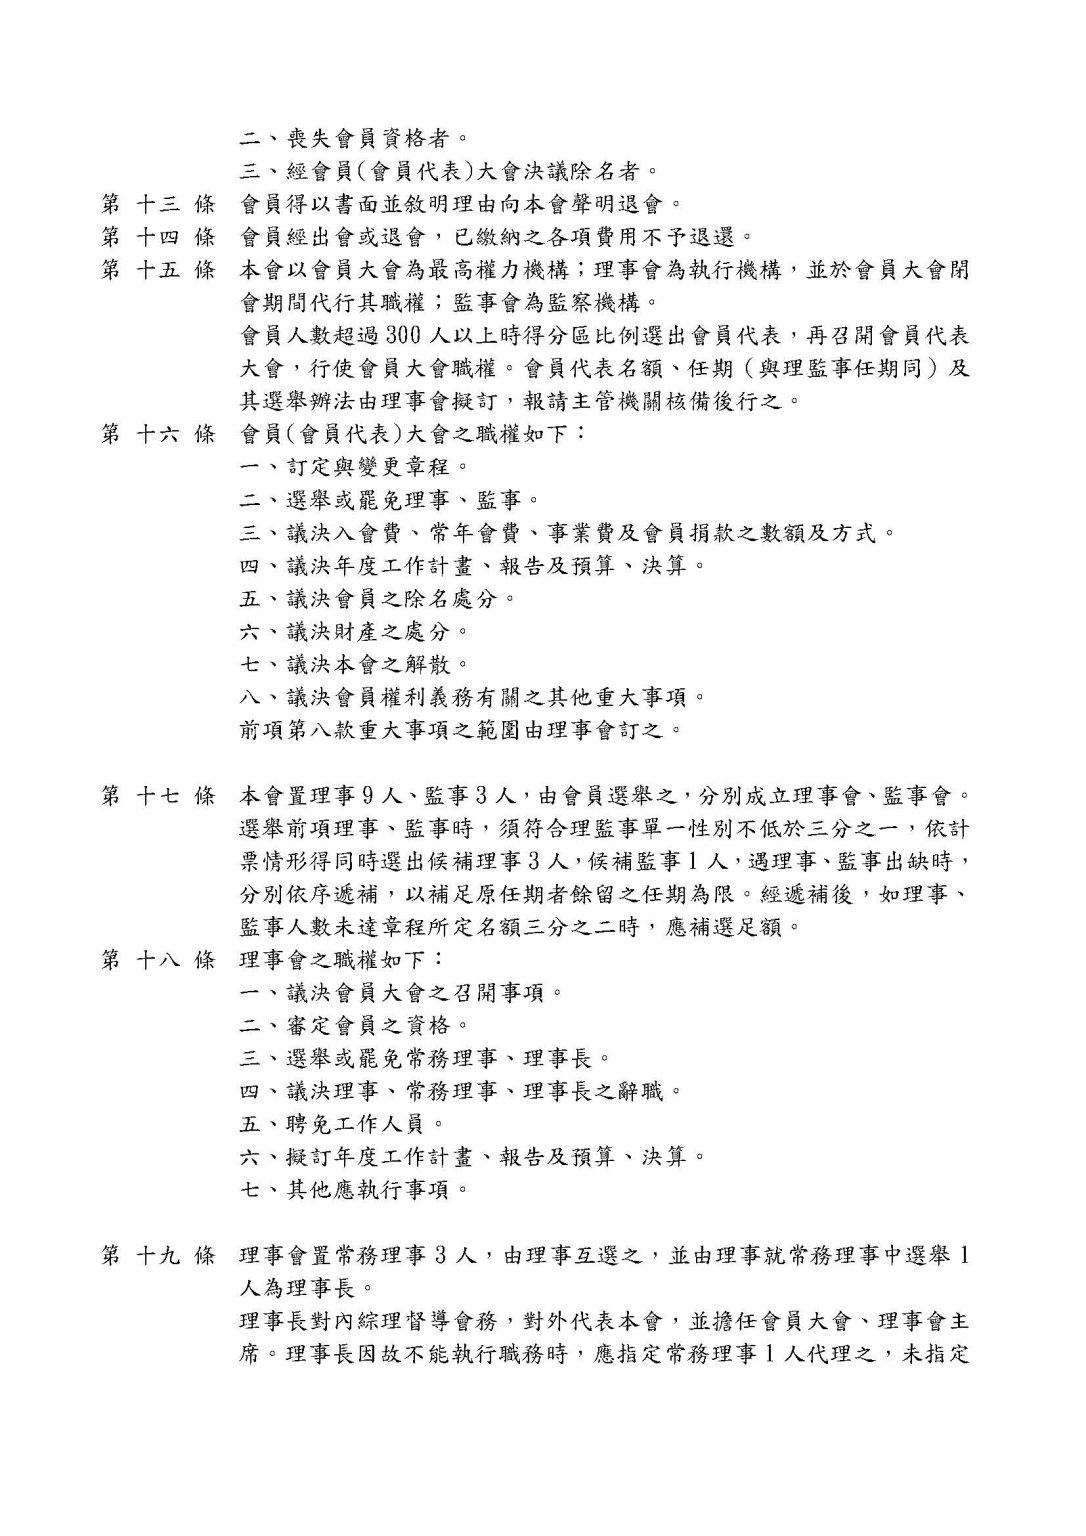 二、喪失會員資格者。
三、經會員(會員代表)大會決議除名者。
第 十三 條 會員得以書面並敘明理由向本會聲明退會。
第 十四 條 會員經出會或退會，已繳納之各項費用不予退還。
第 十五 條 本會以會員大會為最高權力機構；理事會為執行機構，並於會員大會閉
會期間代行其職權；監事會為監察機構。
會員人數超過 300 人以上時得分區比例選出會員代表，再召開會員代表
大會，行使會員大會職權。會員代表名額、任期（與理監事任期同）及
其選舉辦法由理事會擬訂，報請主管機關核備後行之。
第 十六 條 會員(會員代表)大會之職權如下：
一、訂定與變更章程。
二、選舉或罷免理事、監事。
三、議決入會費、常年會費、事業費及會員捐款之數額及方式。
四、議決年度工作計畫、報告及預算、決算。
五、議決會員之除名處分。
六、議決財產之處分。
七、議決本會之解散。
八、議決會員權利義務有關之其他重大事項。
前項第八款重大事項之範圍由理事會訂之。
第 十七 條 本會置理事 9 人、監事 3 人，由會員選舉之，分別成立理事會、監事會。
選舉前項理事、監事時，須符合理監事單一性別不低於三分之一，依計
票情形得同時選出候補理事 3 人，候補監事 1 人，遇理事、監事出缺時，
分別依序遞補，以補足原任期者餘留之任期為限。經遞補後，如理事、
監事人數未達章程所定名額三分之二時，應補選足額。
第 十八 條 理事會之職權如下：
一、議決會員大會之召開事項。
二、審定會員之資格。
三、選舉或罷免常務理事、理事長。
四、議決理事、常務理事、理事長之辭職。
五、聘免工作人員。
六、擬訂年度工作計畫、報告及預算、決算。
七、其他應執行事項。
第 十九 條 理事會置常務理事 3 人，由理事互選之，並由理事就常務理事中選舉 1
人為理事長。
理事長對內綜理督導會務，對外代表本會，並擔任會員大會、理事會主
席。理事長因故不能執行職務時，應指定常務理事 1 人代理之，未指定